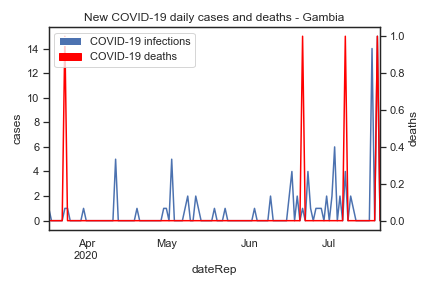 New COVID-19 daily cases and deaths - Gambia
COVID-19 infections
COVID-19 deaths
14
12
10
8
6
4
2
0
cases
1.0
0.8
0.6
0.4
0.2
0.0
deaths
Apr
2020
May
Jun
Jul
dateRep